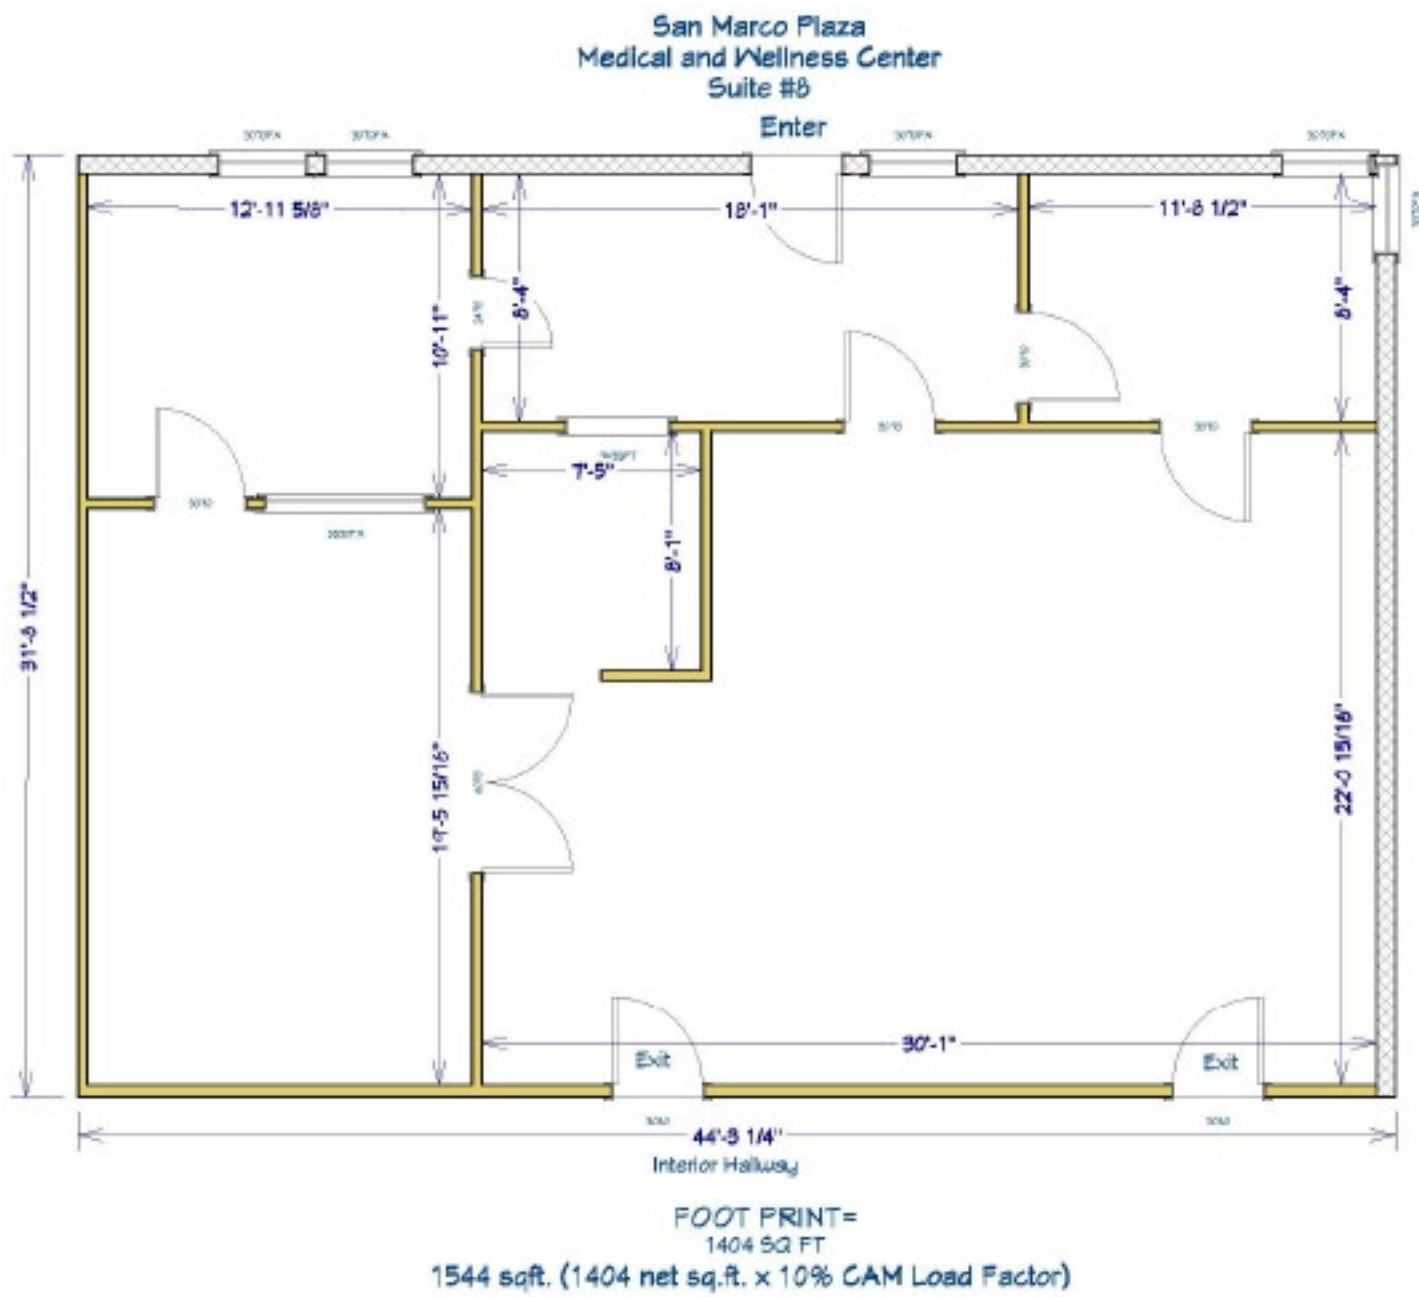 San Marco Plaza
Medical and Wellness Center
Suite #8
Enter
12'-11 5/8"
18'-1"
11'-8 1/2"
10'-11"
8'-4"
8'-4"
7'-5"
8'-1"
31'-8 1/2"
19'-5 15/16"
22'-0 15/16"
30'-1"
Exit
Exit
44'-3 1/4"
Interior Hallway
FOOT PRINT=
1404 SQ FT
1544 sqft. (1404 net sq.ft. x 10% CAM Load Factor)